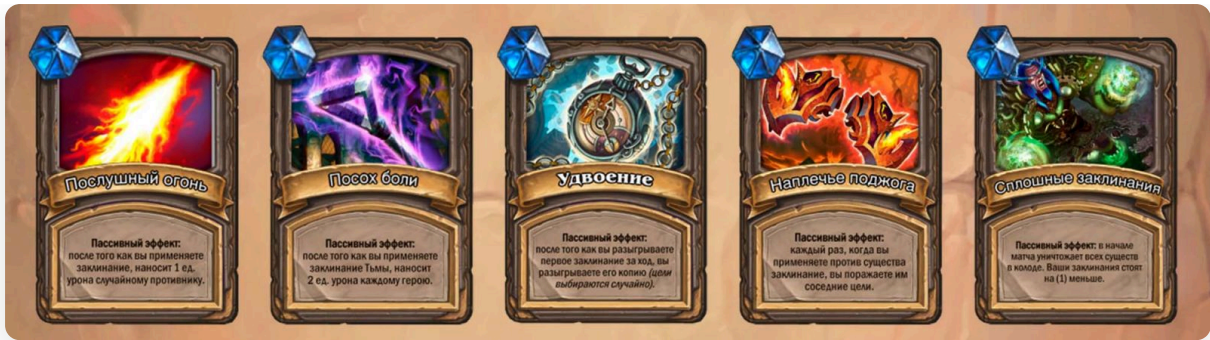 Послушный огонь
Пассивный эффект:
после того как вы применяете
заклинание, наносит 1 ед.
урона случайному противнику.
Посох боли
Пассивный эффект:
после того как вы применяете
заклинание Тьмы, наносит
2 ед. урона каждому герою.
Удвоение
Пассивный эффект:
после того как вы разыгрываете
первое заклинание за ход, вы
разыгрываете его копию (цели
выбираются случайно).
Наплечье поджога
Пассивный эффект:
каждый раз, когда вы
применяете против существа
заклинание, вы поражаете им
соседние цели.
Сплошные заклинания
Пассивный эффект: в начале
матча уничтожает всех существ
в колоде. Ваши заклинания стоят
на (1) меньше.